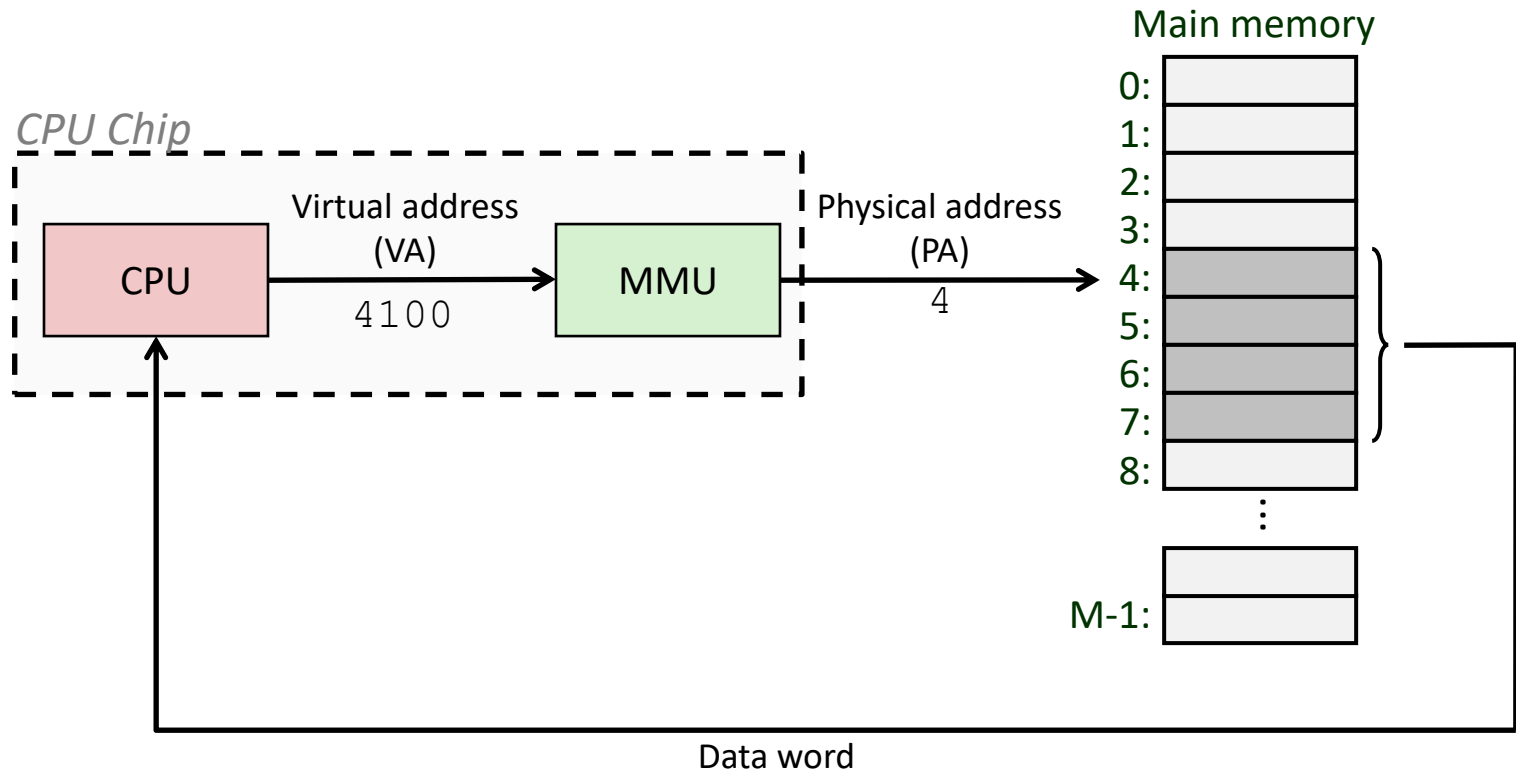 Main memory
CPU Chip
CPU
Virtual address
(VA)
4100
MMU
Physical address
(PA)
4
0:
1:
2:
3:
4:
5:
6:
7:
8:
...
M-1:
Data word